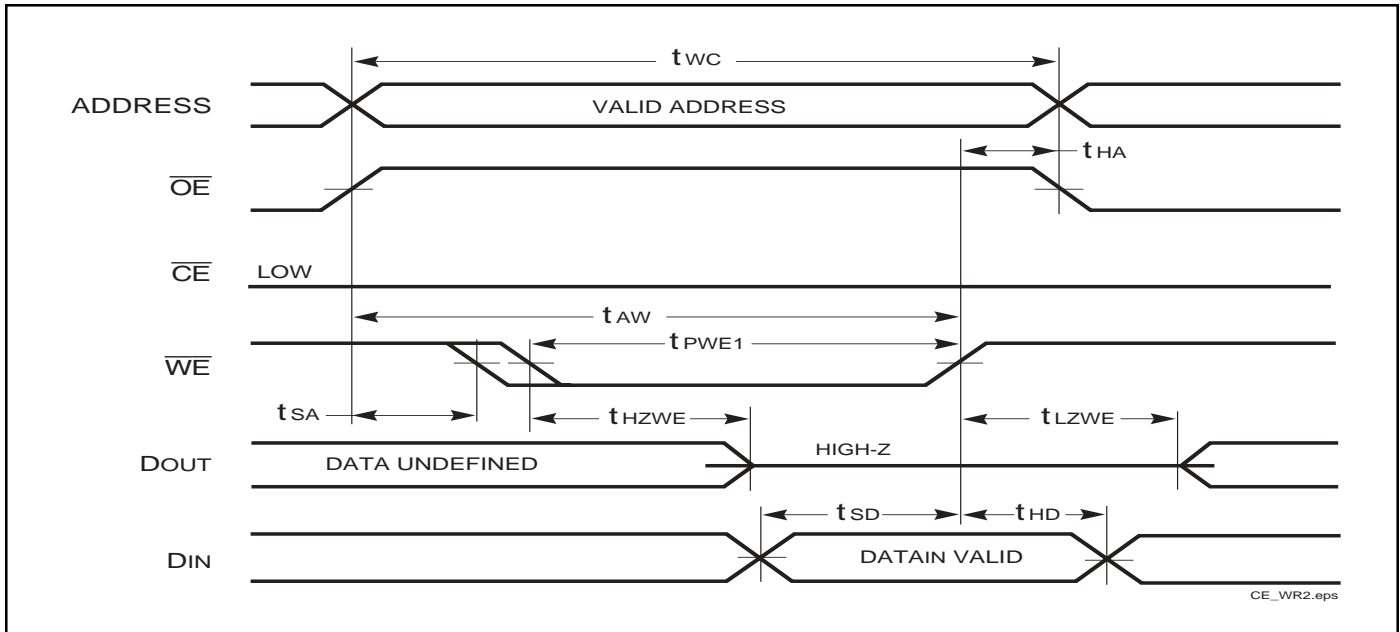 tWC
ADDRESS
VALID ADDRESS
tHA
OE
CE
LOW
tAW
tPWE1
WE
tSA
tHZWE
tLZWE
DOUT
DATA UNDEFINED
HIGH-Z
tSD
tHD
DIN
DATAIN VALID
CE_WR2.eps